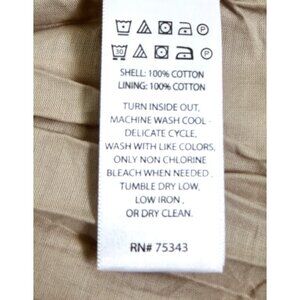 30
SHELL: 100% COTTON
LINING: 100% COTTON
TURN INSIDE OUT,
MACHINE WASH COOL -
DELICATE CYCLE,
WASH WITH LIKE COLORS,
ONLY NON CHLORINE
BLEACH WHEN NEEDED .
TUMBLE DRY LOW,
LOW IRON ,
OR DRY CLEAN.
RN# 75343